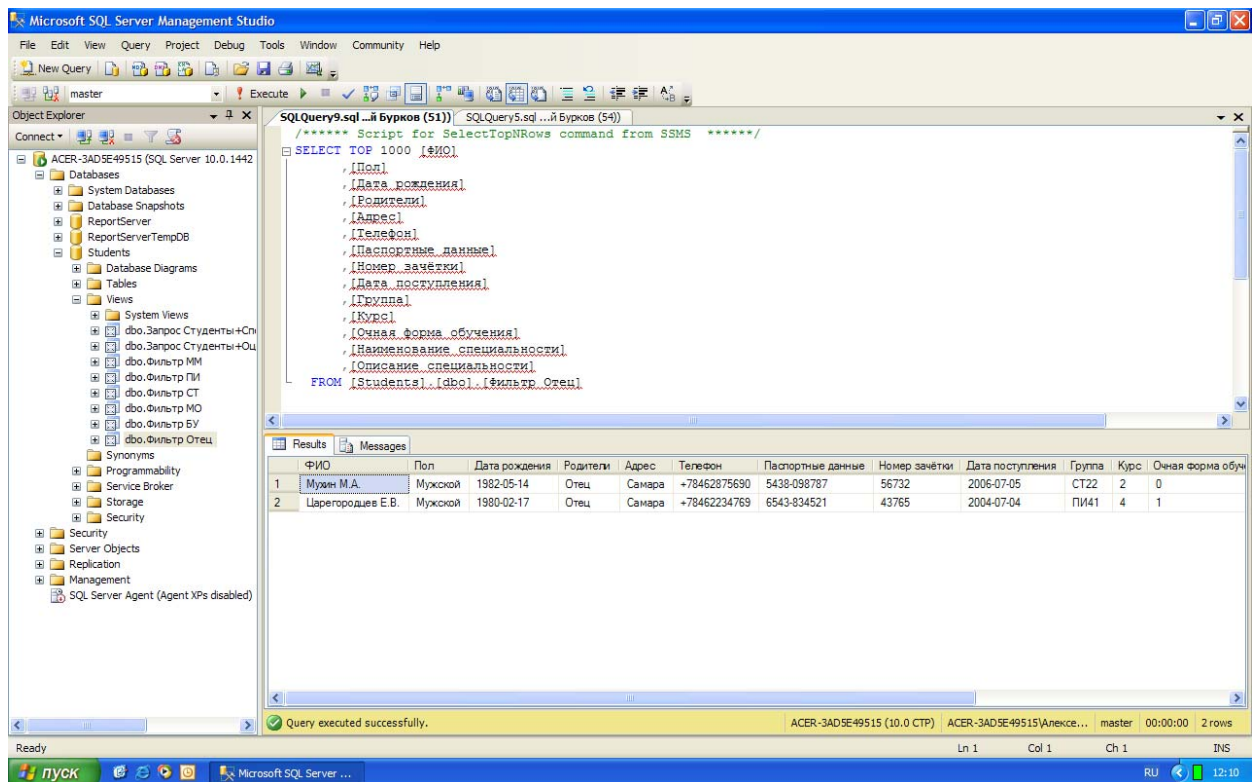 Microsoft SQL Server Management Studio
File Edit View Query Project Debug Tools Window Community Help
New Query
master Execute
Object Explorer
Connect
ACER-3AD5E49515 (SQL Server 10.0.1442
Databases
System Databases
Database Snapshots
ReportServer
ReportServerTempDB
Students
Database Diagrams
Tables
Views
System Views
dbo.Запрос Студенты+Сп
dbo.Запрос Студенты+Оц
dbo.Фильтр ММ
dbo.Фильтр ПИ
dbo.Фильтр СТ
dbo.Фильтр МО
dbo.Фильтр БУ
dbo.Фильтр Отец
Synonyms
Programmability
Service Broker
Storage
Security
Security
Server Objects
Replication
Management
SQL Server Agent (Agent XPs disabled)
SQLQuery9.sql ...й Бурков (51)) SQLQuery5.sql ...й Бурков (54))
/****** Script for SelectTopNRows command from SSMS ******/
SELECT TOP 1000 [ФИО]
,[Пол]
,[Дата рождения]
,[Родители]
,[Адрес]
,[Телефон]
,[Паспортные данные]
,[Номер зачётки]
,[Дата поступления]
,[Группа]
,[Курс]
,[Очная форма обучения]
,[Наименование специальности]
,[Описание специальности]
FROM [Students].[dbo].[Фильтр Отец]
Results Messages
ФИО Пол Дата рождения Родители Адрес Телефон Паспортные данные Номер зачётки Дата поступления Группа Курс Очная форма обуч
1 Мухин М.А. Мужской 1982-05-14 Отец Самара +78462875690 5438-098787 56732 2006-07-05 СТ22 2 0
2 Царегородцев Е.В. Мужской 1980-02-17 Отец Самара +78462234769 6543-834521 43765 2004-07-04 ПИ41 4 1
Query executed successfully. ACER-3AD5E49515 (10.0 CTP) ACER-3AD5E49515\Алексе... master 00:00:00 2 rows
Ready Ln 1 Col 1 Ch 1 INS
пуск Microsoft SQL Server ... RU 12:10